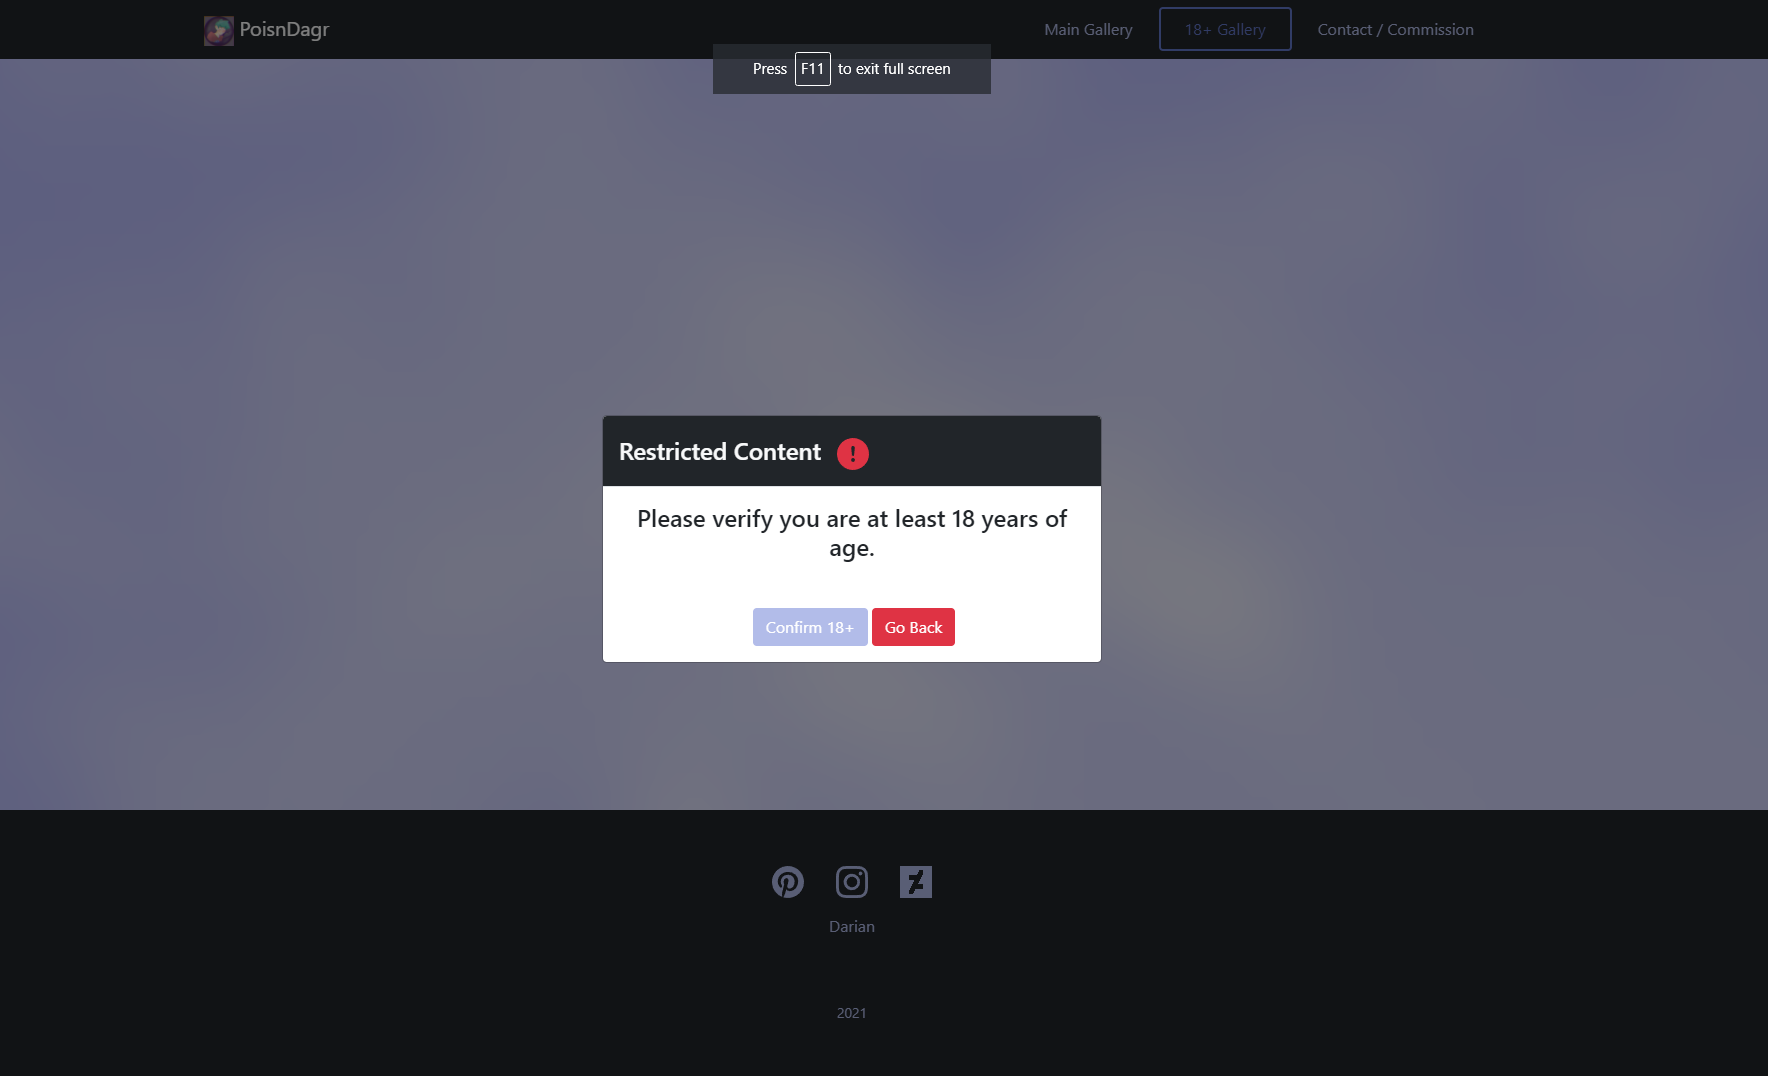 PoisnDagr
Main Gallery
18+ Gallery
Contact / Commission
Press F11 to exit full screen
Restricted Content
Please verify you are at least 18 years of
age.
Confirm 18+
Go Back
Darian
2021